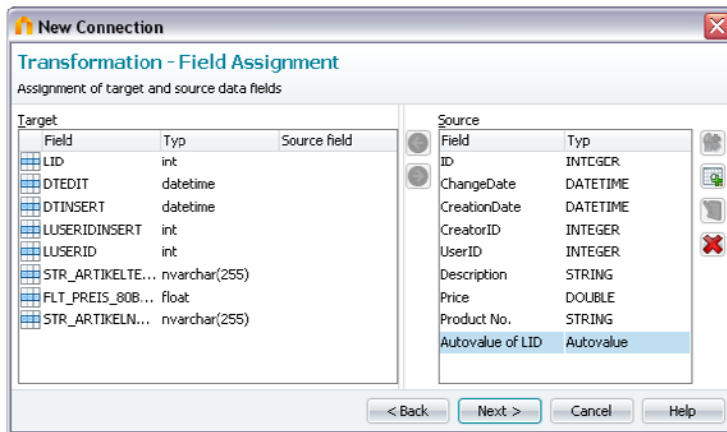 New Connection
Transformation - Field Assignment
Assignment of target and source data fields
Target
Field Typ Source field
LID int
DTEDIT datetime
DTINSERT datetime
LUSERIDINSERT int
LUSERID int
STR_ARTIKELTE... nvarchar(255)
FLT_PREIS_80B... float
STR_ARTIKELN... nvarchar(255)
Source
Field Typ
ID INTEGER
ChangeDate DATETIME
CreationDate DATETIME
CreatorID INTEGER
UserID INTEGER
Description STRING
Price DOUBLE
Product No. STRING
Autovalue of LID Autovalue
< Back Next > Cancel Help